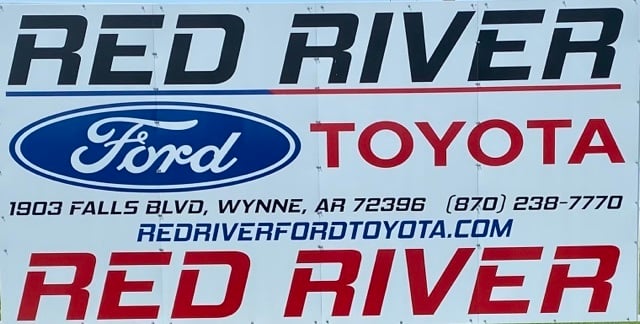 RED RIVER
Ford TOYOTA
1903 FALLS BLVD, WYNNE, AR 72396 (870) 238-7770
REDRIVERFORDTOYOTA.COM
RED RIVER